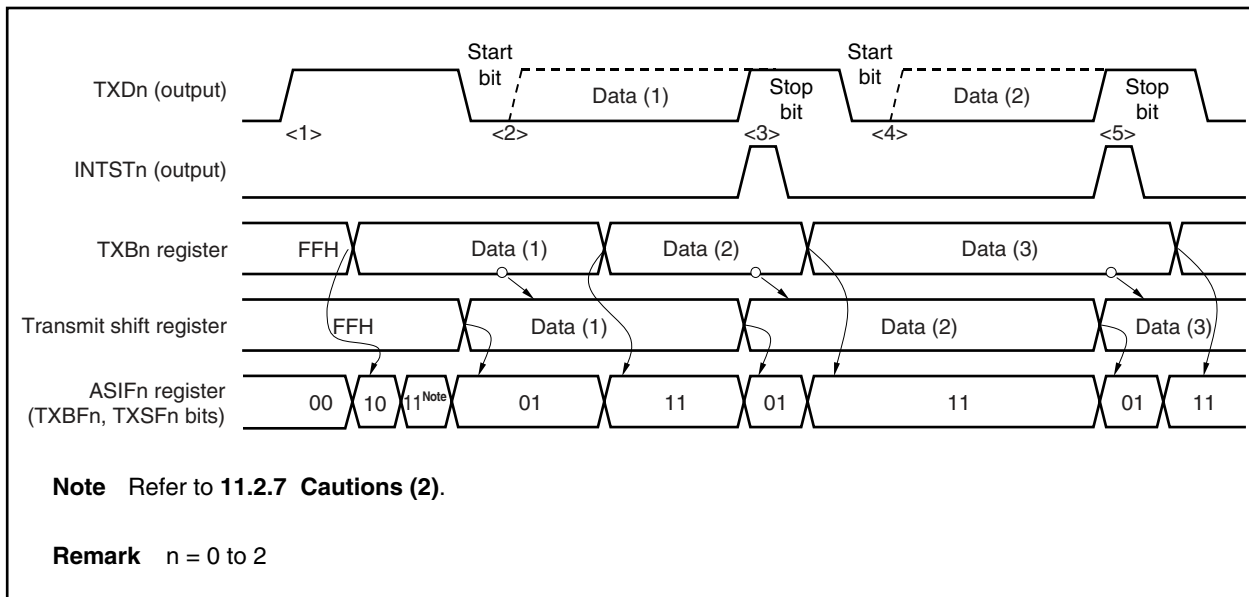 Start
bit
Start
bit
TXDn (output)
Data (1)
Stop
bit
Data (2)
Stop
bit
<1>
<2>
<3>
<4>
<5>
INTSTn (output)
TXBn register
FFH
Data (1)
Data (2)
Data (3)
Transmit shift register
FFH
Data (1)
Data (2)
Data (3)
ASIFn register
(TXBFn, TXSFn bits)
00
10
11 Note
01
11
01
11
01
11
Note Refer to 11.2.7 Cautions (2).
Remark n = 0 to 2